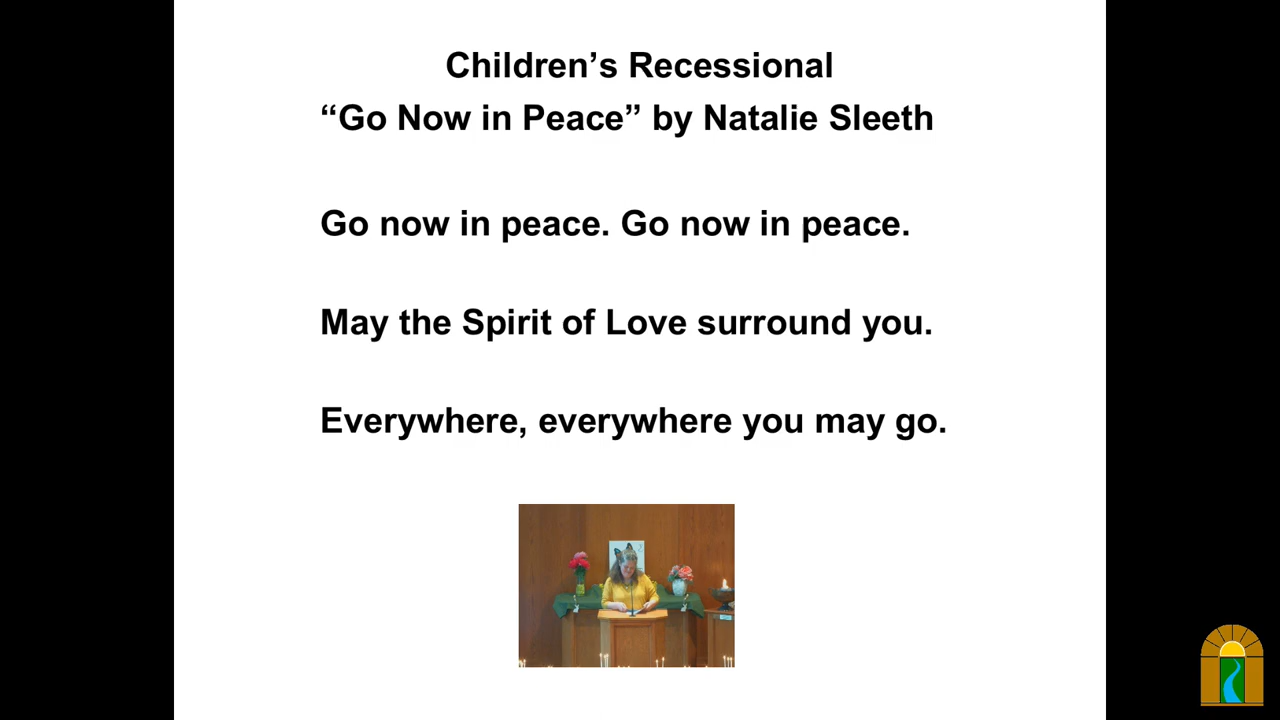 Children’s Recessional
“Go Now in Peace” by Natalie Sleeth
Go now in peace. Go now in peace.
May the Spirit of Love surround you.
Everywhere, everywhere you may go.